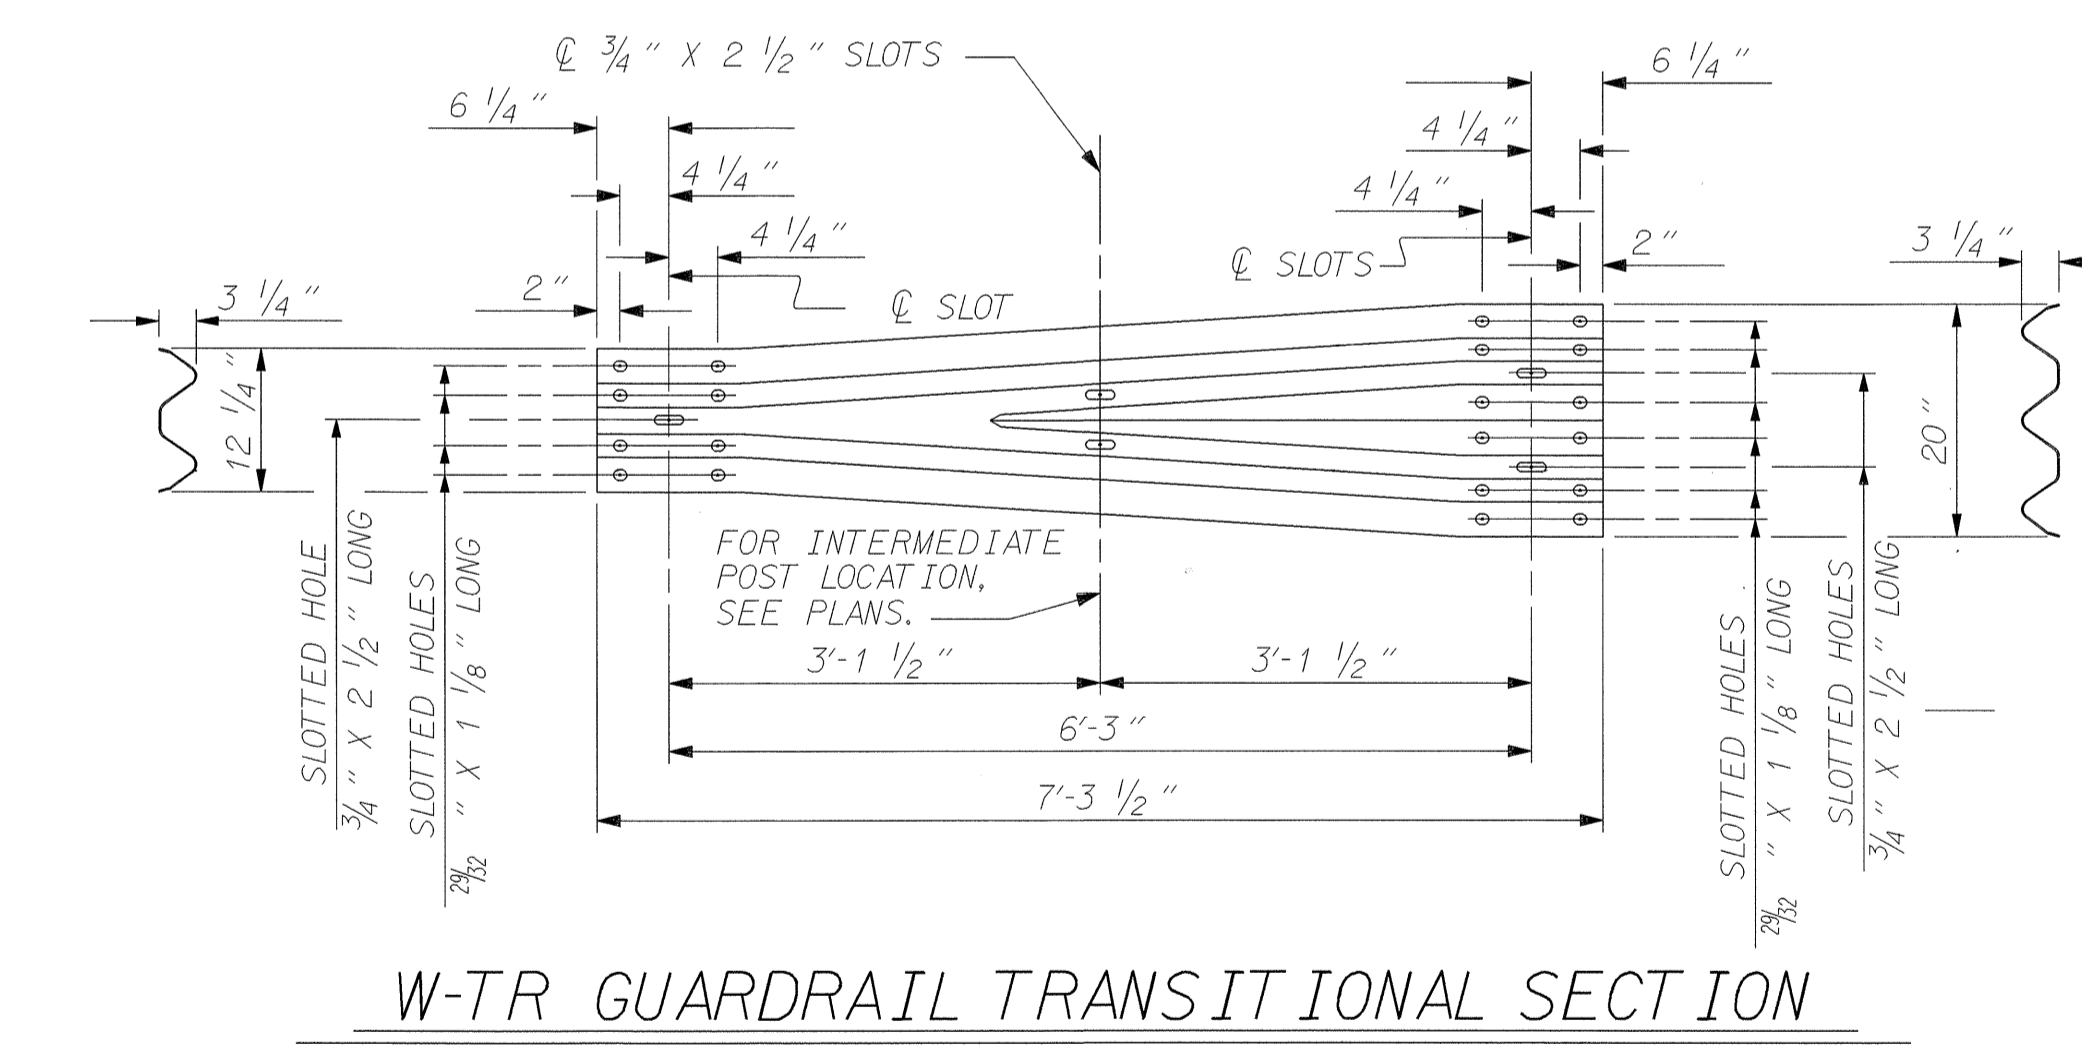 ℄ 3/4 " X 2 1/2 " SLOTS
6 1/4 "
6 1/4 "
4 1/4 "
4 1/4 "
4 1/4 "
4 1/4 "
2"
2"
℄ SLOT
℄ SLOTS
3 1/4 "
3 1/4 "
12 1/4 "
20"
FOR INTERMEDIATE
POST LOCATION,
SEE PLANS.
SLOTTED HOLE
3/4 " X 2 1/2 " LONG
SLOTTED HOLES
29/32 " X 1 1/8 " LONG
3'-1 1/2 "
3'-1 1/2 "
6'-3"
7'-3 1/2 "
SLOTTED HOLES
29/32 " X 1 1/8 " LONG
SLOTTED HOLES
3/4 " X 2 1/2 " LONG
W-TR GUARDRAIL TRANSITIONAL SECTION